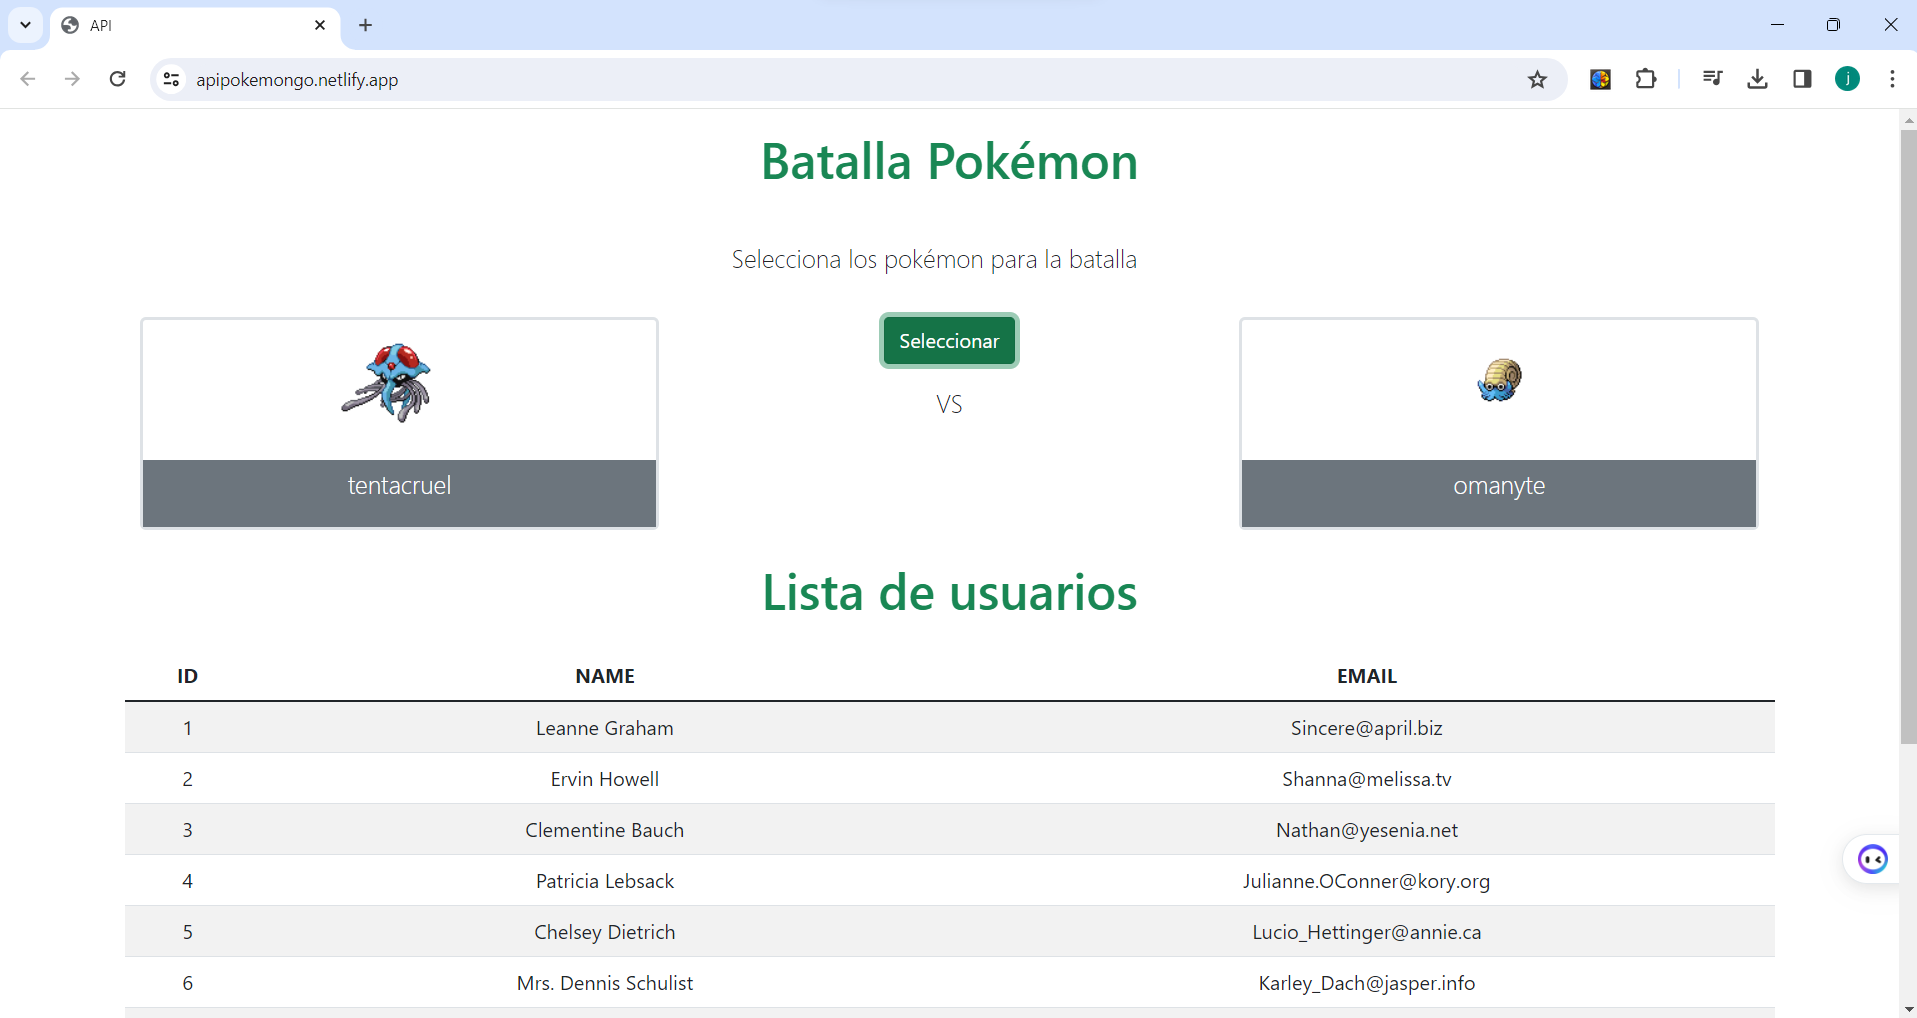 API
apipokemongo.netlify.app
j
Batalla Pokémon
Selecciona los pokémon para la batalla
Seleccionar
VS
tentacruel
omanyte
Lista de usuarios
ID NAME EMAIL
1 Leanne Graham Sincere@april.biz
2 Ervin Howell Shanna@melissa.tv
3 Clementine Bauch Nathan@yesenia.net
4 Patricia Lebsack Julianne.OConner@kory.org
5 Chelsey Dietrich Lucio_Hettinger@annie.ca
6 Mrs. Dennis Schulist Karley_Dach@jasper.info